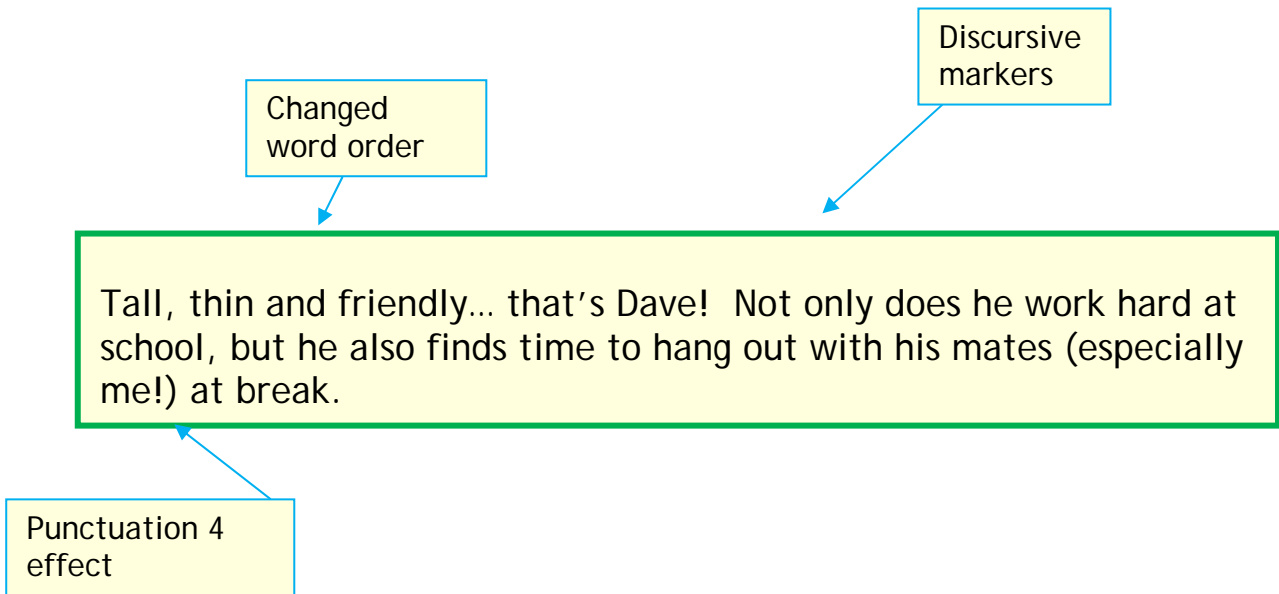 Discursive
markers
Changed
word order
Tall, thin and friendly… that’s Dave!  Not only does he work hard at
school, but he also finds time to hang out with his mates (especially
me!) at break.
Punctuation 4
effect